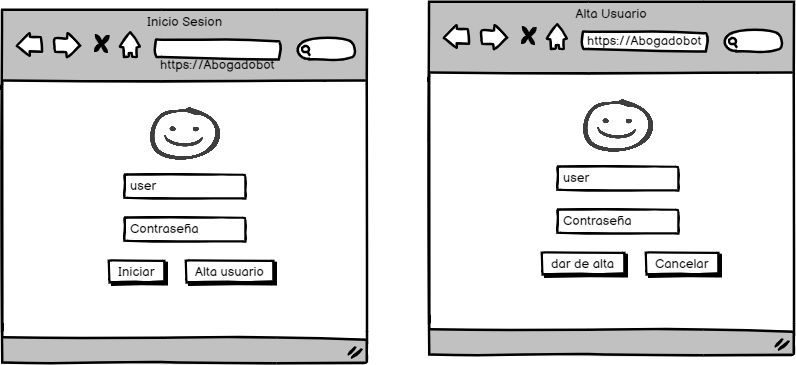 Inicio Sesion
https://Abogadobot
user
Contraseña
Iniciar
Alta usuario
Alta Usuario
https://Abogadobot
user
Contraseña
dar de alta
Cancelar